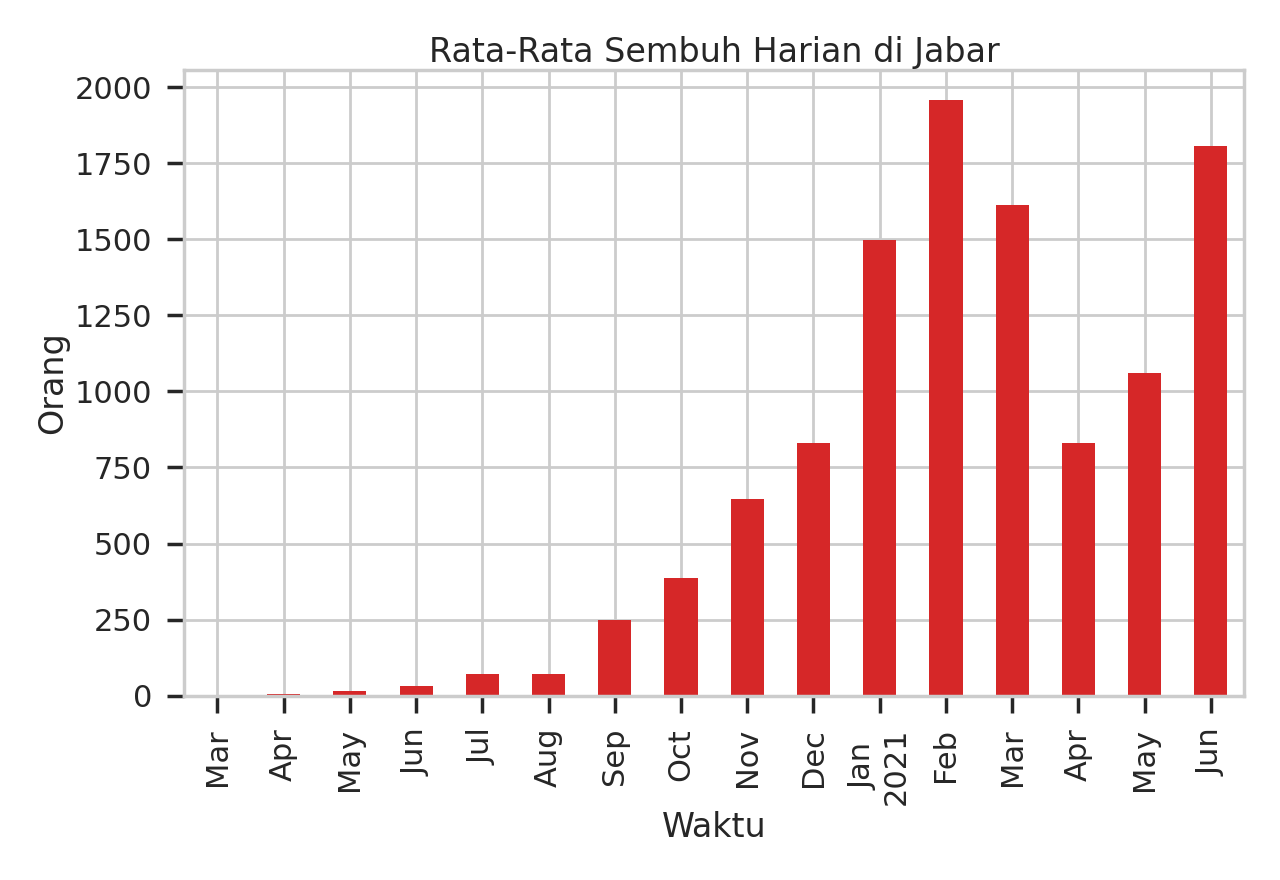 Rata-Rata Sembuh Harian di Jabar
Orang
2000
1750
1500
1250
1000
750
500
250
0
Mar
Apr
May
Jun
Jul
Aug
Sep
Oct
Nov
Dec
Jan
2021
Feb
Mar
Apr
May
Jun
Waktu